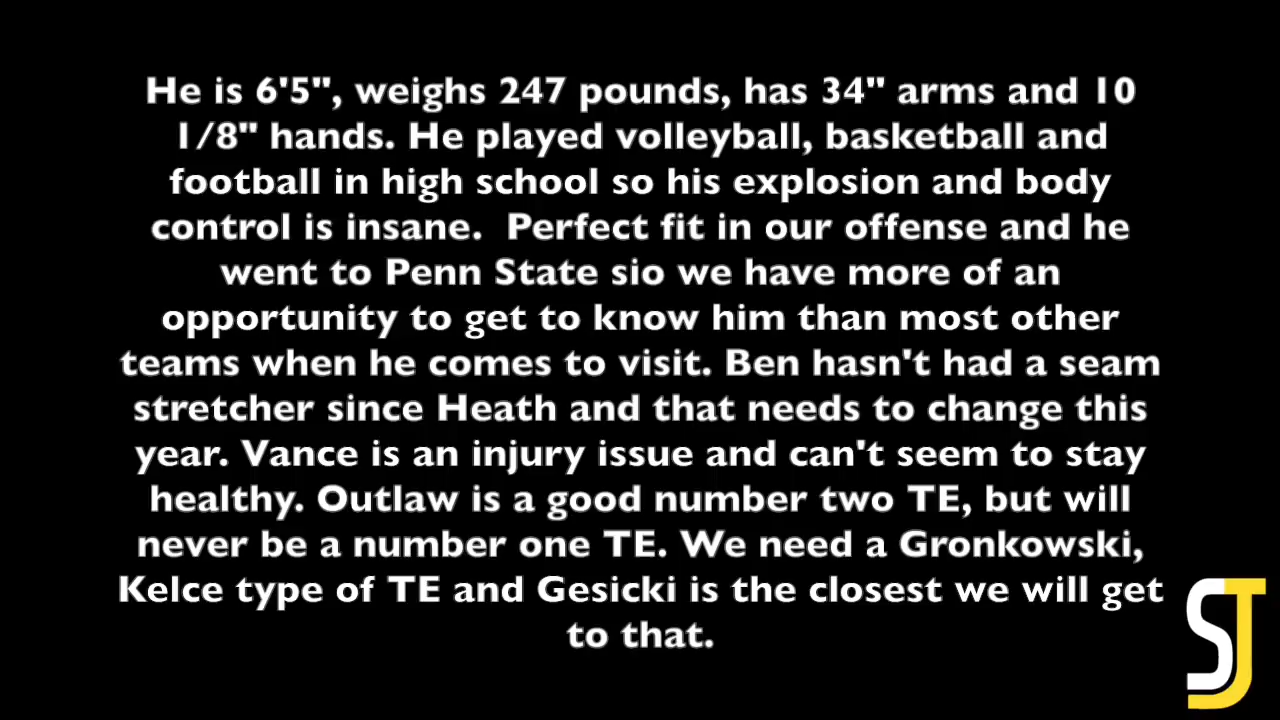 He is 6'5", weighs 247 pounds, has 34" arms and 10
1/8" hands. He played volleyball, basketball and
football in high school so his explosion and body
control is insane.  Perfect fit in our offense and he
went to Penn State sio we have more of an
opportunity to get to know him than most other
teams when he comes to visit. Ben hasn't had a seam
stretcher since Heath and that needs to change this
year. Vance is an injury issue and can't seem to stay
healthy. Outlaw is a good number two TE, but will
never be a number one TE. We need a Gronkowski,
Kelce type of TE and Gesicki is the closest we will get
to that.
SJ